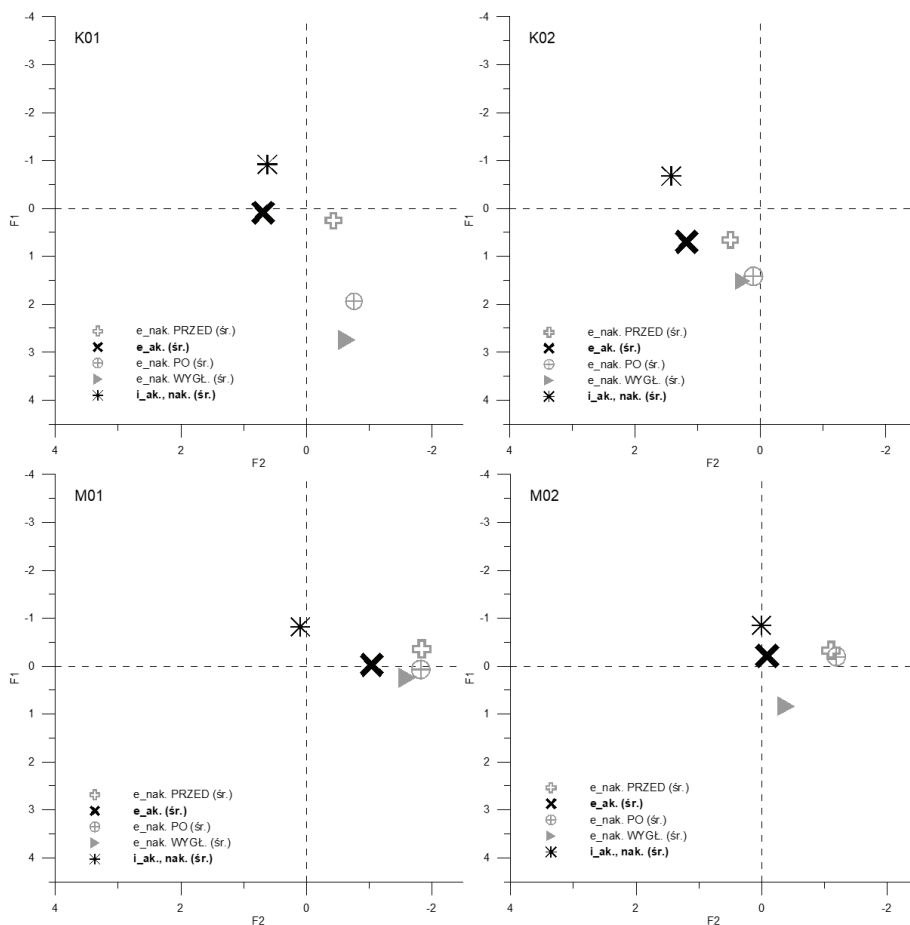 K01
-4
-3
-2
-1
0
1
2
3
4
F1
e_nak. PRZED (śr.)
e_ak. (śr.)
e_nak. PO (śr.)
e_nak. WYGŁ. (śr.)
i_ak., nak. (śr.)
4
2
0
-2
F2
K02
-4
-3
-2
-1
0
1
2
3
4
F1
e_nak. PRZED (śr.)
e_ak. (śr.)
e_nak. PO (śr.)
e_nak. WYGŁ. (śr.)
i_ak., nak. (śr.)
4
2
0
-2
F2
M01
-4
-3
-2
-1
0
1
2
3
4
F1
e_nak. PRZED (śr.)
e_ak. (śr.)
e_nak. PO (śr.)
e_nak. WYGŁ. (śr.)
i_ak., nak. (śr.)
4
2
0
-2
F2
M02
-4
-3
-2
-1
0
1
2
3
4
F1
e_nak. PRZED (śr.)
e_ak. (śr.)
e_nak. PO (śr.)
e_nak. WYGŁ. (śr.)
i_ak., nak. (śr.)
4
2
0
-2
F2